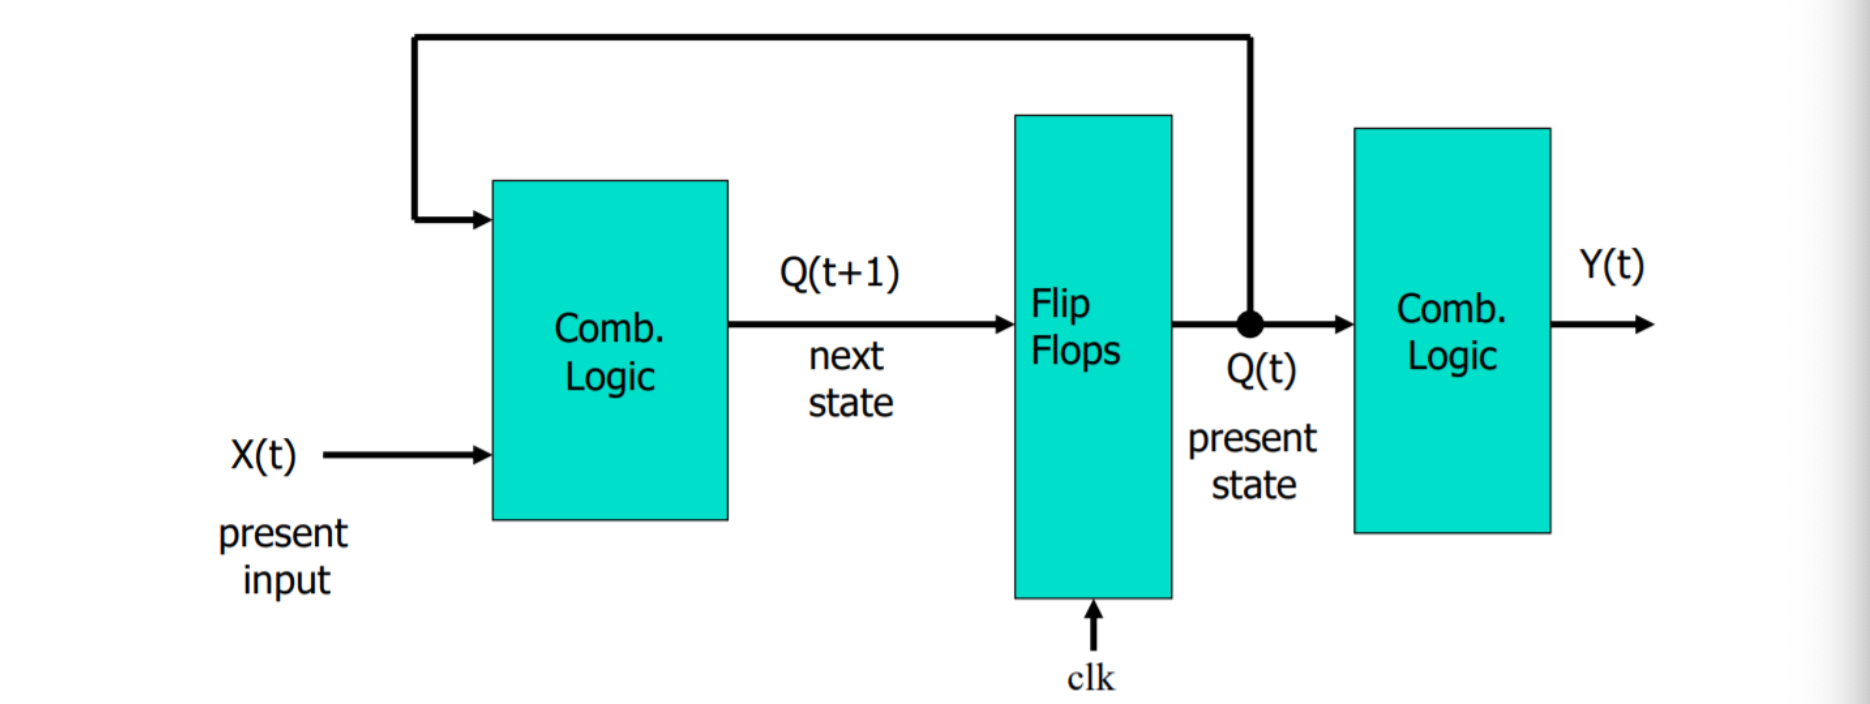 Q(t+1)
next
state
Comb.
Logic
X(t)
present
input
Flip
Flops
clk
Q(t)
present
state
Comb.
Logic
Y(t)